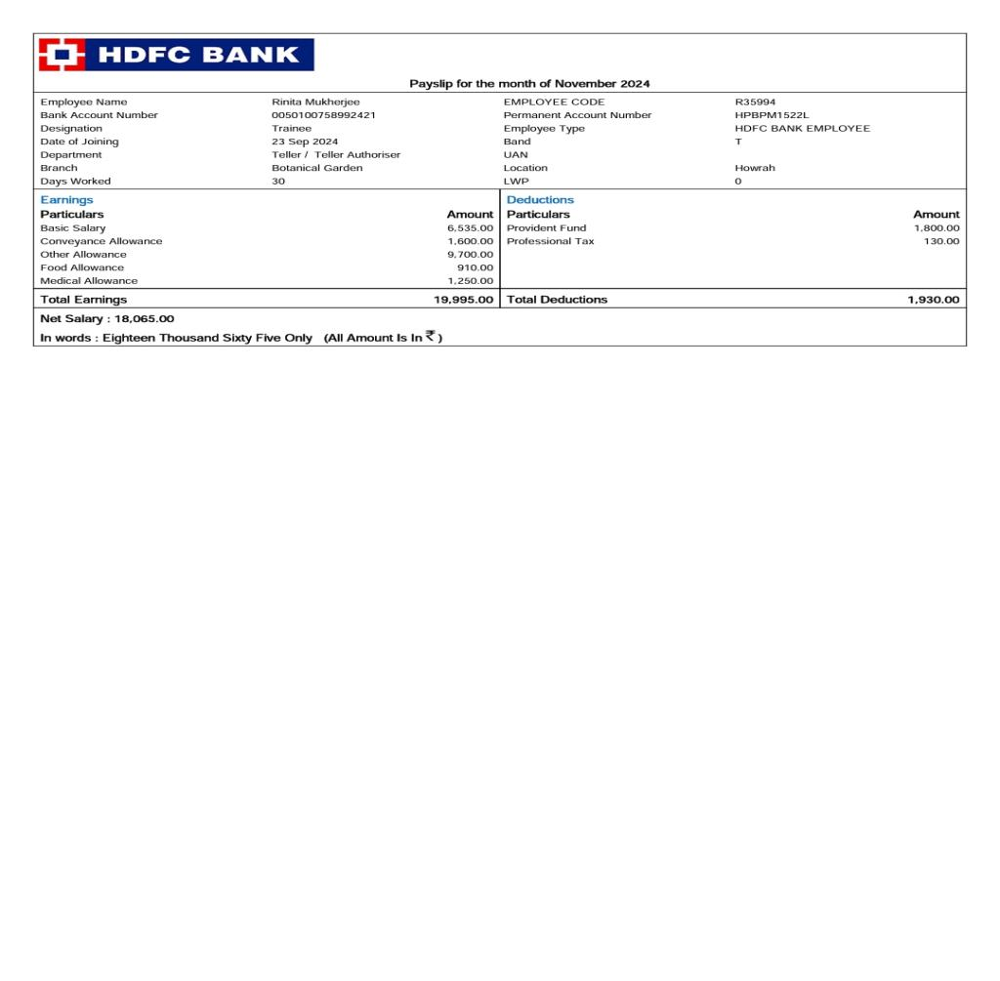 HDFC BANK
Payslip for the month of November 2024
Employee Name Rinita Mukherjee EMPLOYEE CODE R35994
Bank Account Number 0050100758992421 Permanent Account Number HPBPM1522L
Designation Trainee Employee Type HDFC BANK EMPLOYEE
Date of Joining 23 Sep 2024 Band T
Department Teller / Teller Authoriser UAN
Branch Botanical Garden Location Howrah
Days Worked 30 LWP 0
Earnings Deductions
Particulars Amount Particulars Amount
Basic Salary 6,535.00 Provident Fund 1,800.00
Conveyance Allowance 1,600.00 Professional Tax 130.00
Other Allowance 9,700.00
Food Allowance 910.00
Medical Allowance 1,250.00
Total Earnings 19,995.00 Total Deductions 1,930.00
Net Salary : 18,065.00
In words : Eighteen Thousand Sixty Five Only (All Amount Is In ₹ )